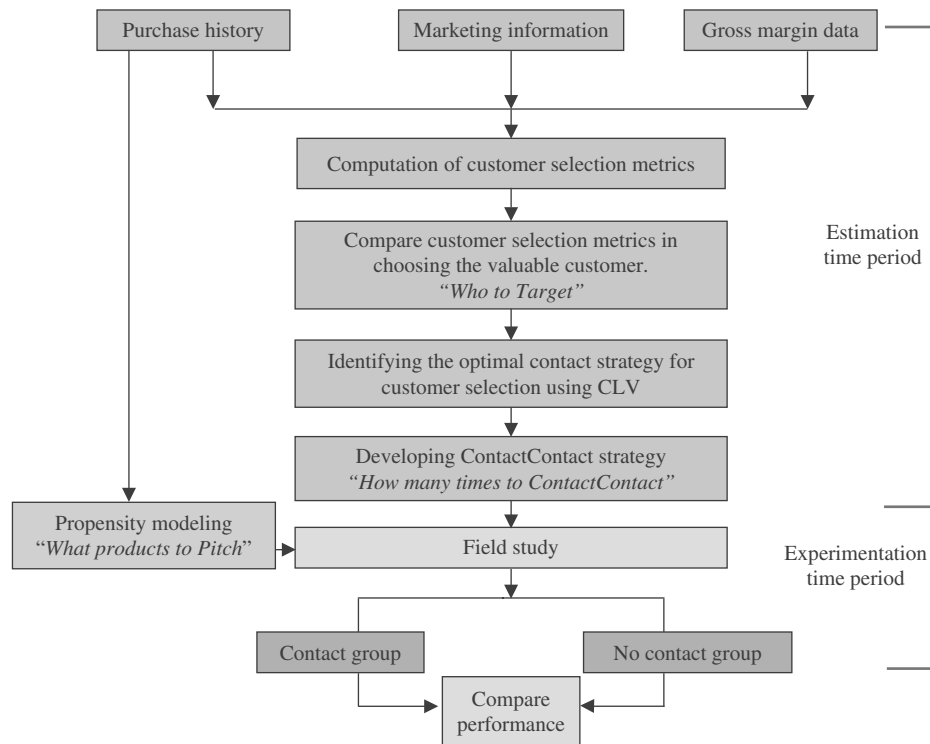 Purchase history
Marketing information
Gross margin data
Computation of customer selection metrics
Compare customer selection metrics in
choosing the valuable customer.
“Who to Target”
Estimation
time period
Identifying the optimal contact strategy for
customer selection using CLV
Developing ContactContact strategy
“How many times to ContactContact”
Propensity modeling
“What products to Pitch”
Field study
Experimentation
time period
Contact group
No contact group
Compare
performance